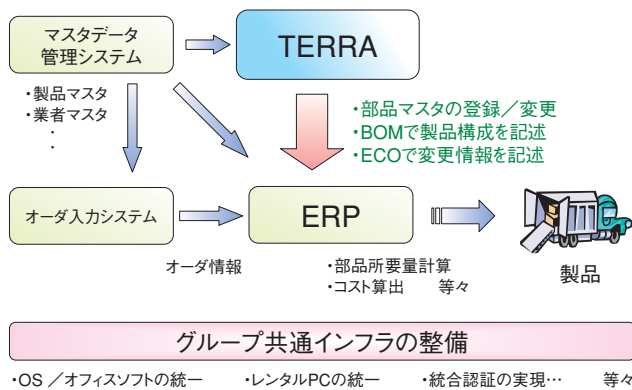 マスタデータ
管理システム
TERRA
・製品マスタ
・業者マスタ
・
・
・部品マスタの登録／変更
・BOMで製品構成を記述
・ECOで変更情報を記述
オーダ入力システム
ERP
オーダ情報
・部品所要量計算
・コスト算出　等々
製品
グループ共通インフラの整備
・OS ／オフィスソフトの統一　・レンタルPCの統一　・統合認証の実現…　等々